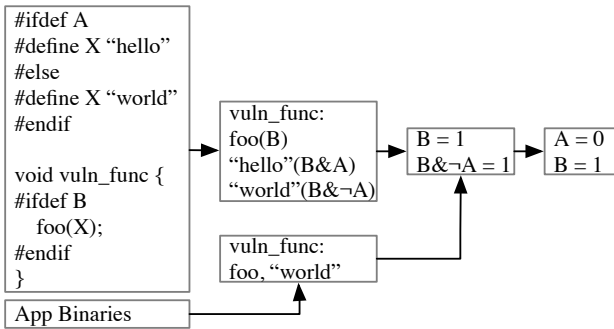 #ifdef A
#define X “hello”
#else
#define X “world”
#endif
void vuln_func {
#ifdef B
foo(X);
#endif
}
App Binaries
vuln_func:
foo(B)
“hello”(B&A)
“world”(B&¬A)
vuln_func:
foo, “world”
B = 1
B&¬A = 1
A = 0
B = 1